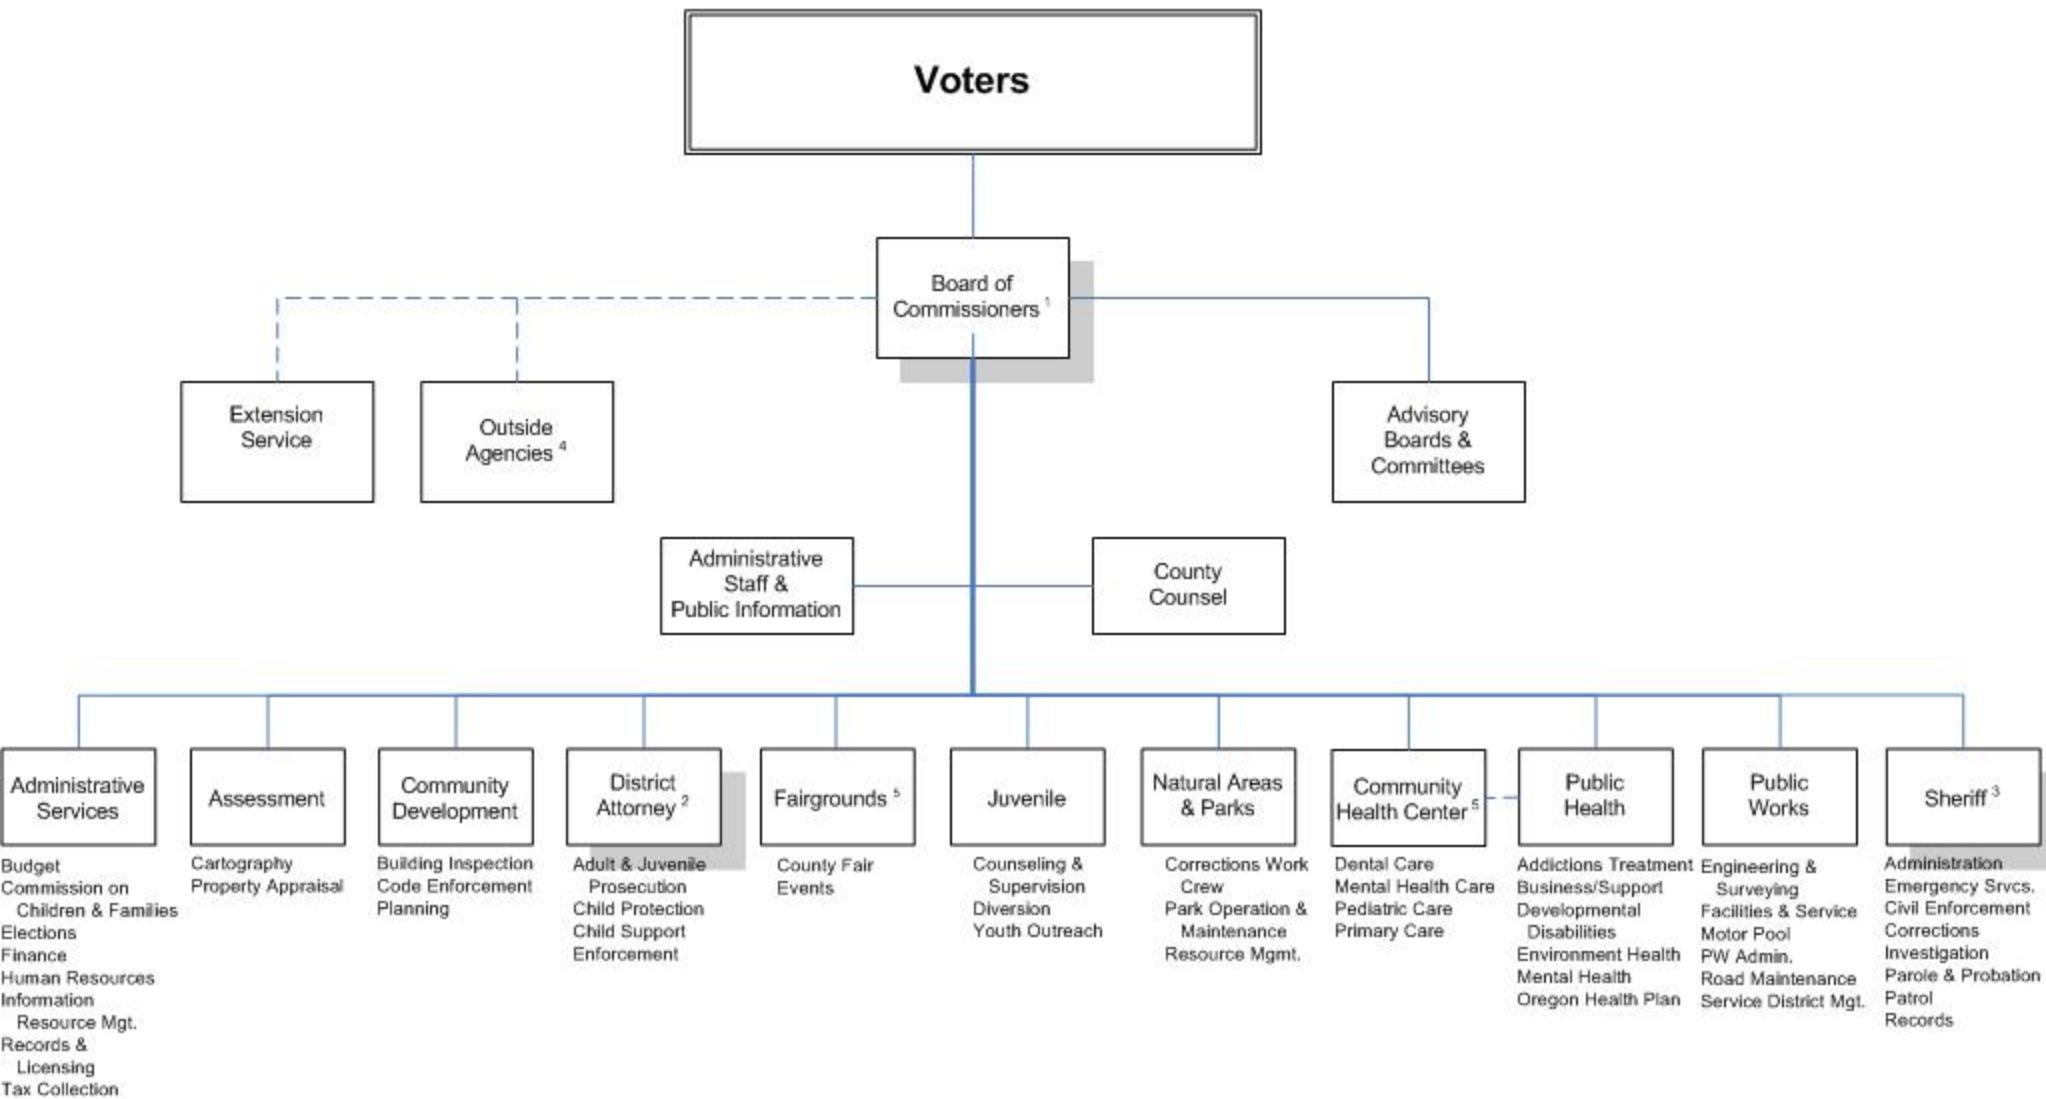 Voters
Board of
Commissioners 1
Extension
Service
Outside
Agencies 4
Advisory
Boards &
Committees
Administrative
Staff &
Public Information
County
Counsel
Administrative
Services
Budget
Commission on
Children & Families
Elections
Finance
Human Resources
Information
Resource Mgt.
Records &
Licensing
Tax Collection
Assessment
Cartography
Property Appraisal
Community
Development
Building Inspection
Code Enforcement
Planning
District
Attorney 2
Adult & Juvenile
Prosecution
Child Protection
Child Support
Enforcement
Fairgrounds 5
County Fair
Events
Juvenile
Counseling &
Supervision
Diversion
Youth Outreach
Natural Areas
& Parks
Corrections Work
Crew
Park Operation &
Maintenance
Resource Mgmt.
Community
Health Center 5
Dental Care
Mental Health Care
Pediatric Care
Primary Care
Public
Health
Addictions Treatment
Business/Support
Developmental
Disabilities
Environment Health
Mental Health
Oregon Health Plan
Public
Works
Engineering &
Surveying
Facilities & Service
Motor Pool
PW Admin.
Road Maintenance
Service District Mgt.
Sheriff 3
Administration
Emergency Srvcs.
Civil Enforcement
Corrections
Investigation
Parole & Probation
Patrol
Records